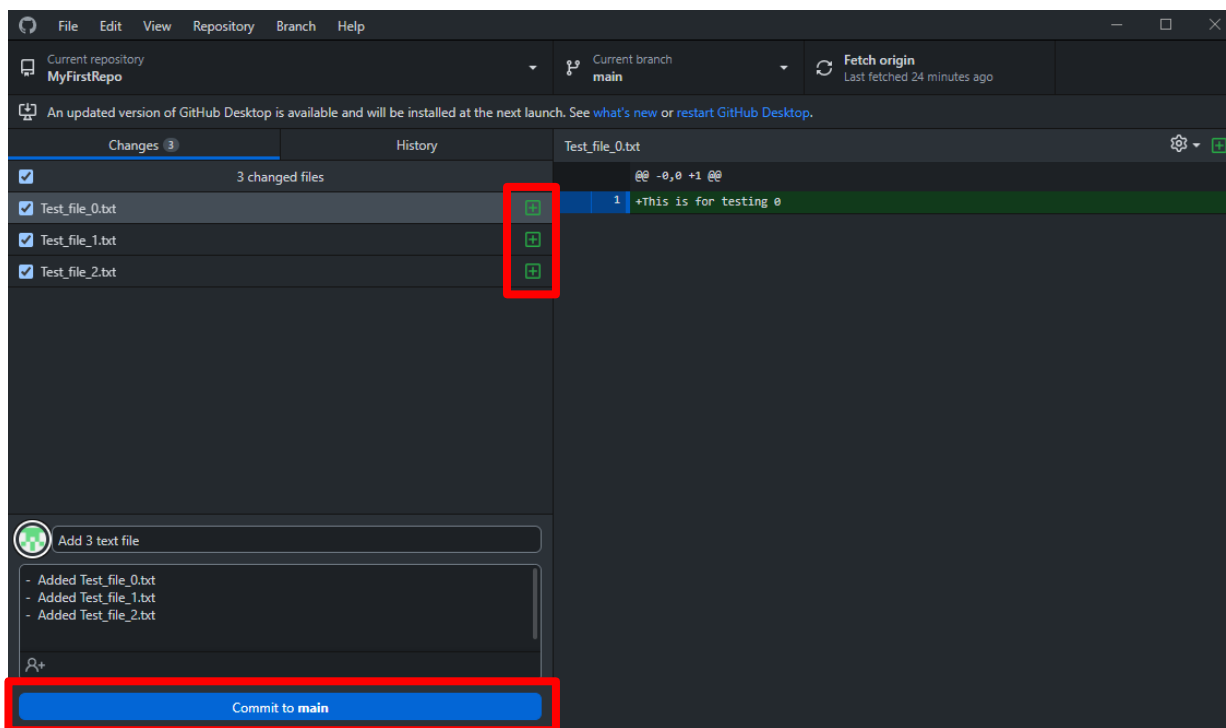 File Edit View Repository Branch Help
Current repository
MyFirstRepo
Current branch
main
Fetch origin
Last fetched 24 minutes ago
An updated version of GitHub Desktop is available and will be installed at the next launch. See what's new or restart GitHub Desktop.
Changes 3
History
3 changed files
Test_file_0.txt
Test_file_1.txt
Test_file_2.txt
Add 3 text file
- Added Test_file_0.txt
- Added Test_file_1.txt
- Added Test_file_2.txt
Commit to main
Test_file_0.txt
@@ -0,0 +1 @@
1 +This is for testing 0